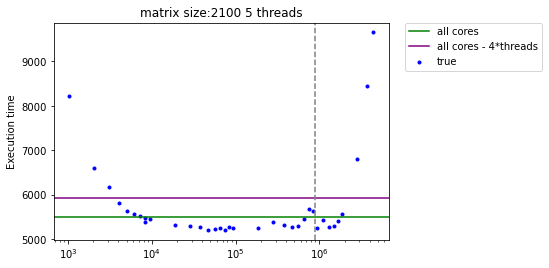 matrix size:2100 5 threads
Execution time
9000
8000
7000
6000
5000
10³
10⁴
10⁵
10⁶
all cores
all cores - 4*threads
true